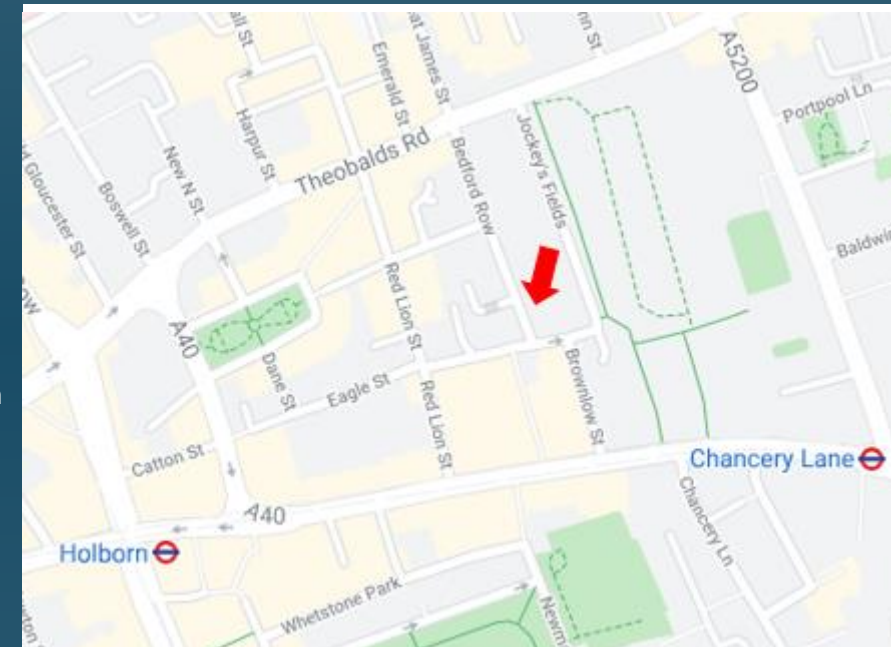 A5200
Portpool Ln
Emerald St
Harpur St
Theobalds Rd
Jockey's Fields
Bedford Row
New N St
Boswell St
Baldwi
Red Lion St
A40
Dane St
Eagle St
Red Lion St
Brownlow St
Catton St
Chancery Lane
A40
Chancery Ln
Holborn
Whetstone Park
Newm